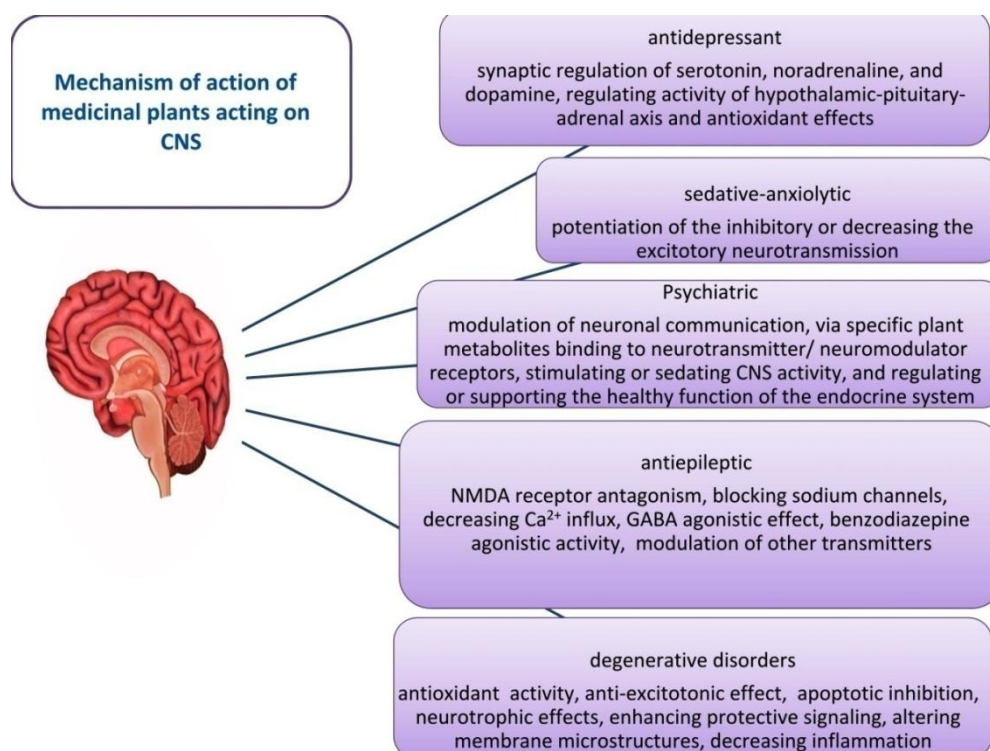 Mechanism of action of
medicinal plants acting on
CNS
antidepressant
synaptic regulation of serotonin, noradrenaline, and
dopamine, regulating activity of hypothalamic-pituitary-
adrenal axis and antioxidant effects
sedative-anxiolytic
potentiation of the inhibitory or decreasing the
excitotory neurotransmission
Psychiatric
modulation of neuronal communication, via specific plant
metabolites binding to neurotransmitter/ neuromodulator
receptors, stimulating or sedating CNS activity, and regulating
or supporting the healthy function of the endocrine system
antiepileptic
NMDA receptor antagonism, blocking sodium channels,
decreasing Ca²⁺ influx, GABA agonistic effect, benzodiazepine
agonistic activity, modulation of other transmitters
degenerative disorders
antioxidant activity, anti-excitotonic effect, apoptotic inhibition,
neurotrophic effects, enhancing protective signaling, altering
membrane microstructures, decreasing inflammation